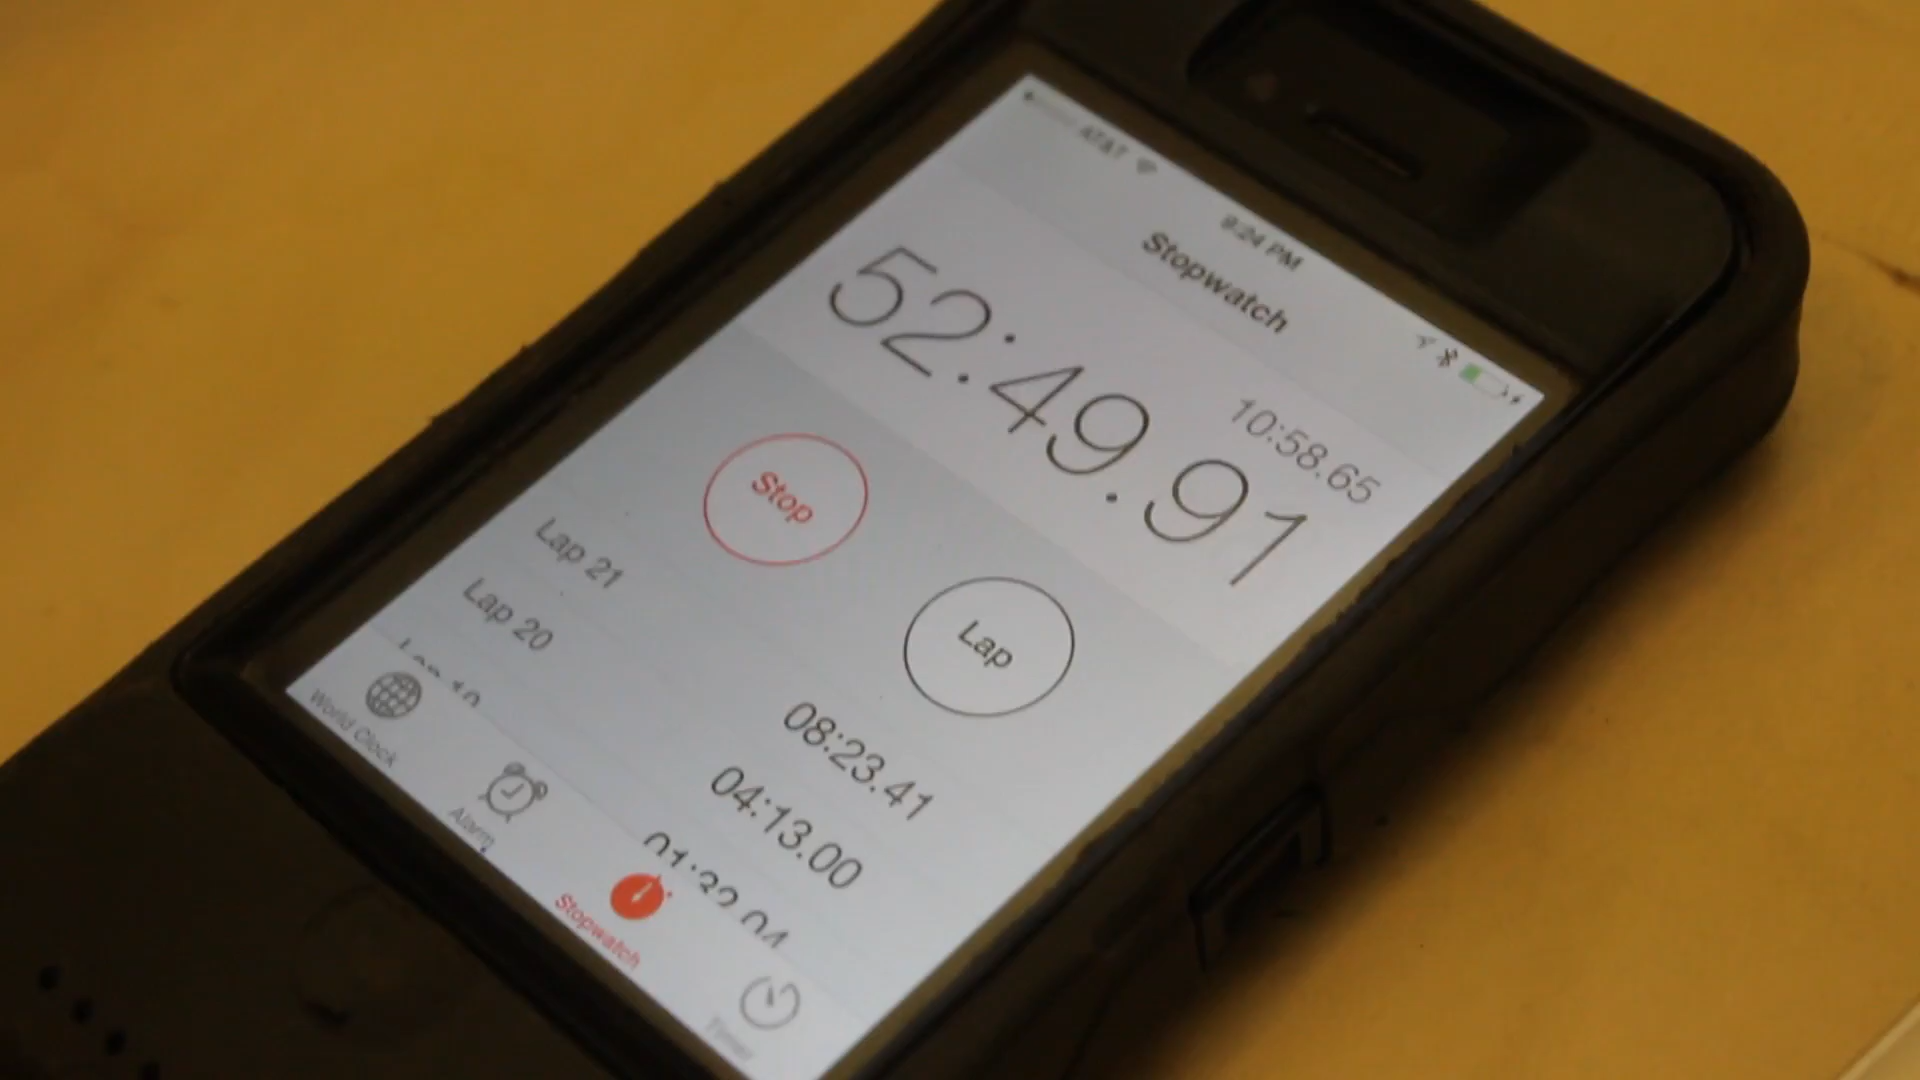 AT&T
9:24 PM
Stopwatch
10:58.65
52:49.91
Stop
Lap
Lap 21 08:23.41
Lap 20 04:13.00
World Clock
Alarm
Stopwatch
Timer